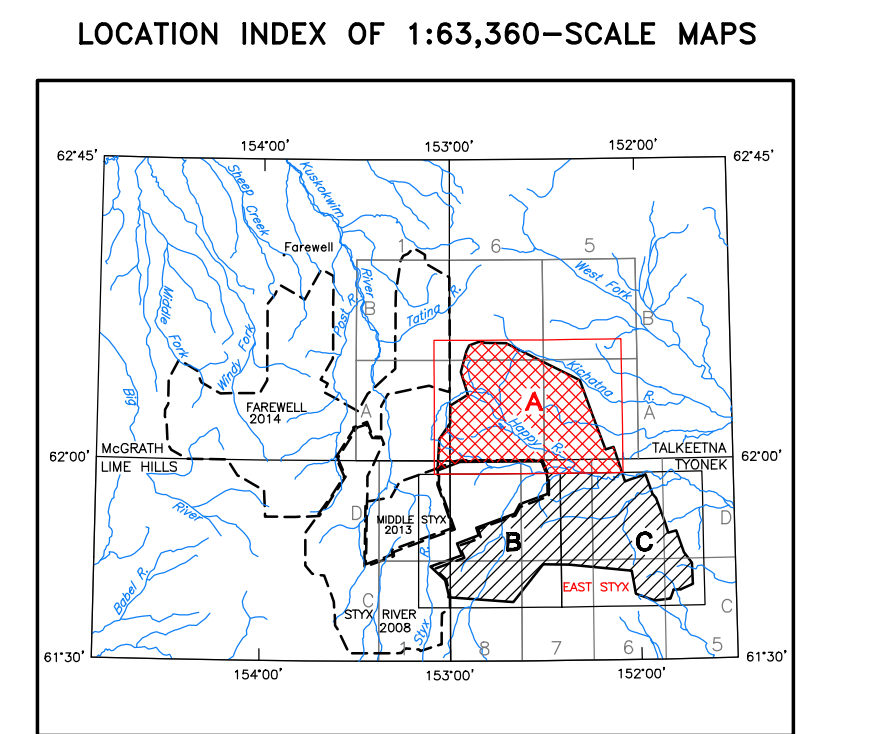 LOCATION INDEX OF 1:63,360-SCALE MAPS
154°00' 153°00' 152°00'
62°45' 62°45'
Sheep Creek
Kuskokwim
River
Farewell
1 6 5
West Fork
Middle
Fork
Windy Fork
Post R.
B
Tatina R.
B
Kichatna
R.
Big
River
FAREWELL
2014
A
A
A
Happy
R.
McGRATH
TALKEETNA
62°00' 62°00'
LIME HILLS
TYONEK
D
MIDDLE STYX
2013
R.
B
C
D
Babel R.
EAST STYX
C
STYX RIVER
2008
Styx
C
1 8 7 6 5
61°30' 61°30'
154°00' 153°00' 152°00'